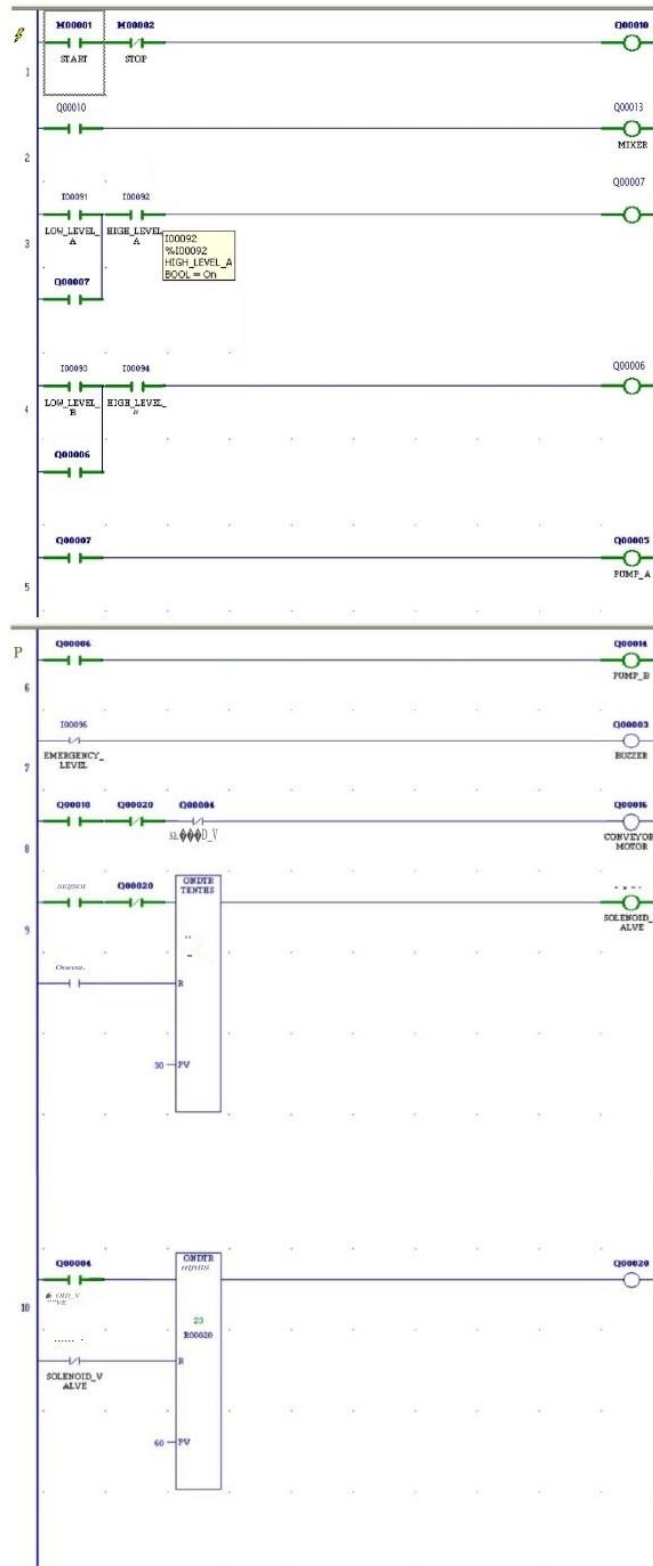 M00001 M00002 Q00010
START STOP
1
Q00010 Q00013
MIXER
2
I00091 I00092 Q00007
LOW_LEVEL_ HIGH_LEVEL_
A A
3
I00092
%I00092
HIGH_LEVEL_A
BOOL = On
Q00007
I00093 I00094 Q00006
LOW_LEVEL_ HIGH_LEVEL_
B
4
Q00006
Q00007 Q00005
PUMP_A
5
P
Q00006 Q00014
PUMP_B
6
I00096 Q00003
EMERGENCY_ BUZZER
LEVEL
7
Q00010 Q00020 Q00004 Q00016
D_V CONVEYOR
MOTOR
8
ONDTR
TENTHS
sensor Q00020
SOLENOID_
ALVE
9
R
30 PV
ONDTR
Q00004 Q00020
OID_V
10
23
R00020
R
SOLENOID_V
ALVE
60 PV